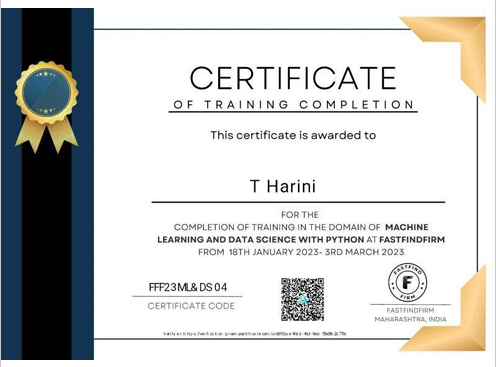 CERTIFICATE
OF TRAINING COMPLETION
This certificate is awarded to
T Harini
FOR THE
COMPLETION OF TRAINING IN THE DOMAIN OF MACHINE
LEARNING AND DATA SCIENCE WITH PYTHON AT FASTFINDFIRM
FROM 18TH JANUARY 2023- 3RD MARCH 2023
FFF23ML&DS04
CERTIFICATE CODE
FASTFIND
F
FIRM
FASTFINDFIRM
MAHARASHTRA, INDIA